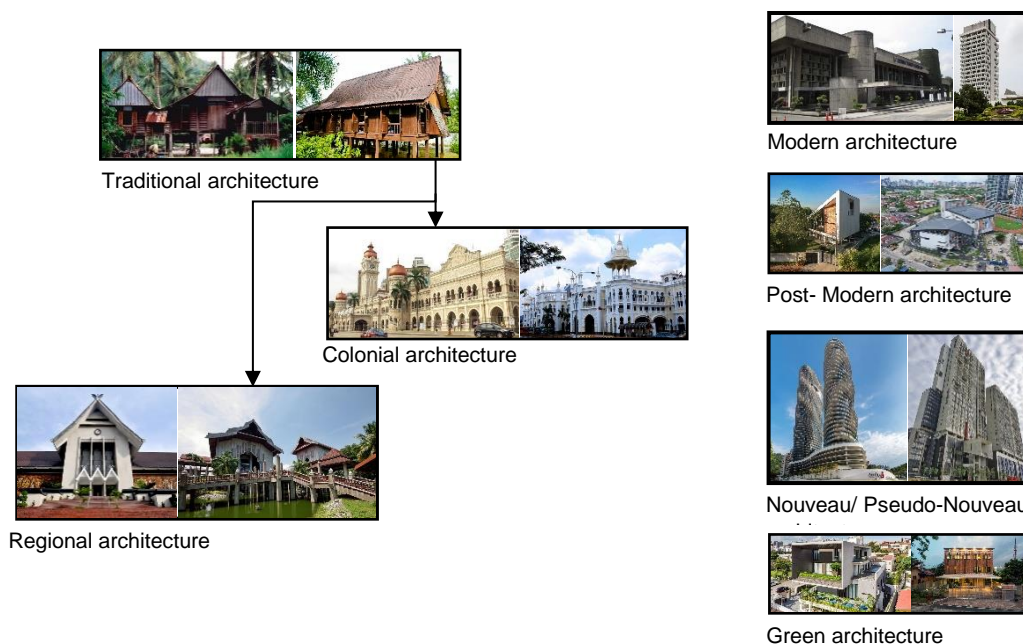 Traditional architecture
Colonial architecture
Regional architecture
Modern architecture
Post- Modern architecture
Nouveau/ Pseudo-Nouveau
Green architecture